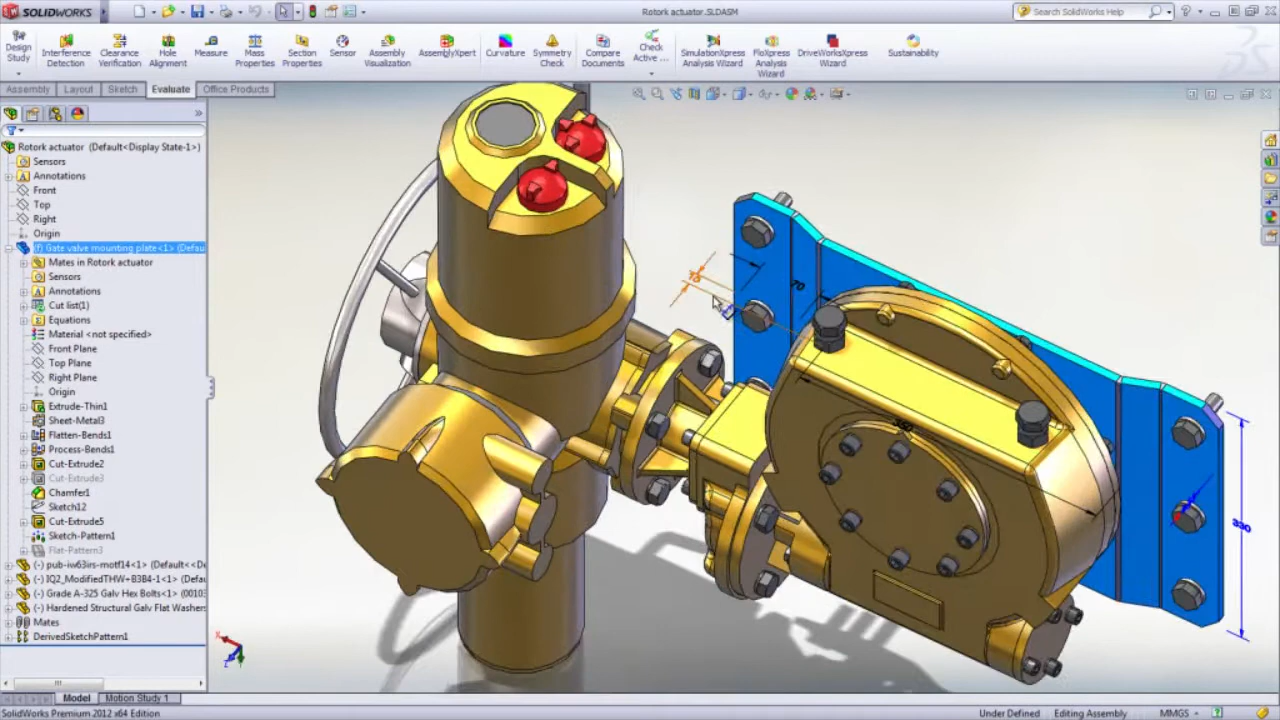 SOLIDWORKS
Rotork actuator.SLDASM
Search SolidWorks Help
Design Study
Interference Detection
Clearance Verification
Hole Alignment
Measure
Mass Properties
Section Properties
Sensor
Assembly Visualization
AssemblyXpert
Curvature
Symmetry Check
Compare Documents
Check Active ...
SimulationXpress Analysis Wizard
FloXpress Analysis Wizard
DriveWorksXpress Wizard
Sustainability
Assembly
Layout
Sketch
Evaluate
Office Products
Rotork actuator (Default<Display State-1>)
Sensors
Annotations
Front
Top
Right
Origin
(f) Gate valve mounting plate<1> (Defau
Mates in Rotork actuator
Sensors
Annotations
Cut list(1)
Equations
Material <not specified>
Front Plane
Top Plane
Right Plane
Origin
Extrude-Thin1
Sheet-Metal3
Flatten-Bends1
Process-Bends1
Cut-Extrude2
Cut-Extrude3
Chamfer1
Sketch12
Cut-Extrude5
Sketch-Pattern1
Flat-Pattern3
(-) pub-iw63irs-motf14<1> (Default<<De
(-) IQ2_ModifiedTHW+B3B4-1<1> (Def
(-) Grade A-325 Galv Hex Bolts<1> (0010
(-) Hardened Structural Galv Flat Washers
Mates
DerivedSketchPattern1
70
330
Model
Motion Study 1
SolidWorks Premium 2012 x64 Edition
Under Defined
Editing Assembly
MMGS